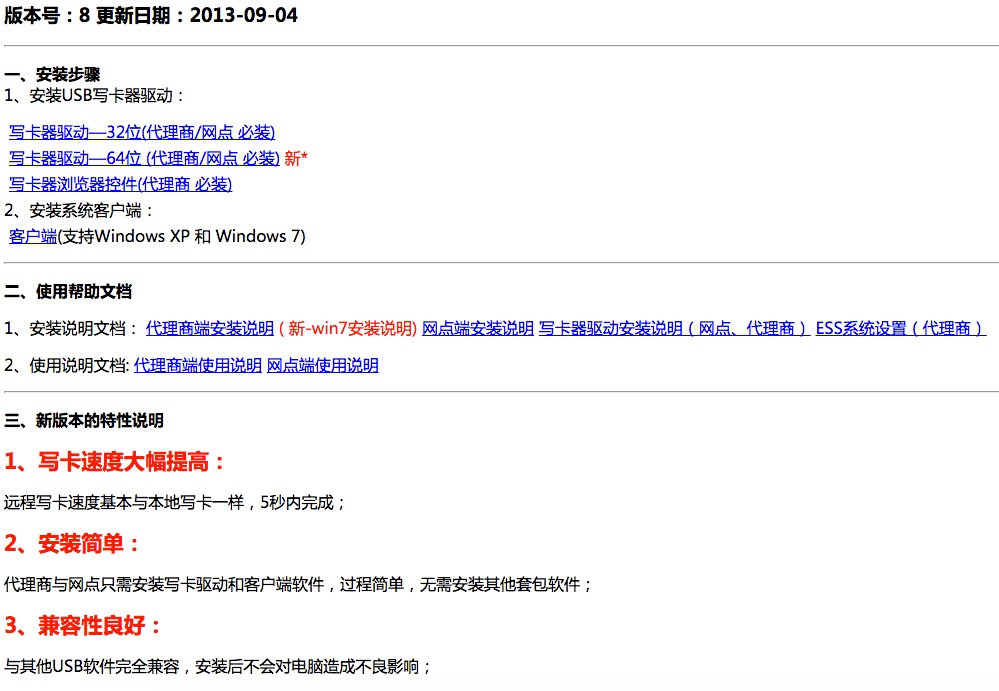 版本号：8 更新日期：2013-09-04
一、安装步骤
1、安装USB写卡器驱动：
写卡器驱动—32位(代理商/网点 必装)
写卡器驱动—64位 (代理商/网点 必装) 新*
写卡器浏览器控件(代理商 必装)
2、安装系统客户端：
客户端(支持Windows XP 和 Windows 7)
二、使用帮助文档
1、安装说明文档： 代理商端安装说明 ( 新-win7安装说明) 网点端安装说明 写卡器驱动安装说明（网点、代理商） ESS系统设置（代理商）
2、使用说明文档: 代理商端使用说明 网点端使用说明
三、新版本的特性说明
1、写卡速度大幅提高：
远程写卡速度基本与本地写卡一样，5秒内完成；
2、安装简单：
代理商与网点只需安装写卡驱动和客户端软件，过程简单，无需安装其他套包软件；
3、兼容性良好：
与其他USB软件完全兼容，安装后不会对电脑造成不良影响；